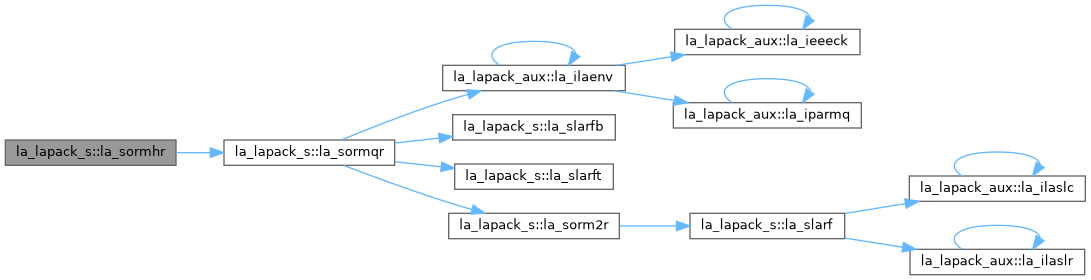 la_lapack_aux::la_ieeeck
la_lapack_aux::la_ilaenv
la_lapack_aux::la_iparmq
la_lapack_s::la_slarfb
la_lapack_s::la_sormhr
la_lapack_s::la_sormqr
la_lapack_s::la_slarft
la_lapack_aux::la_ilaslc
la_lapack_s::la_sorm2r
la_lapack_s::la_slarf
la_lapack_aux::la_ilaslr